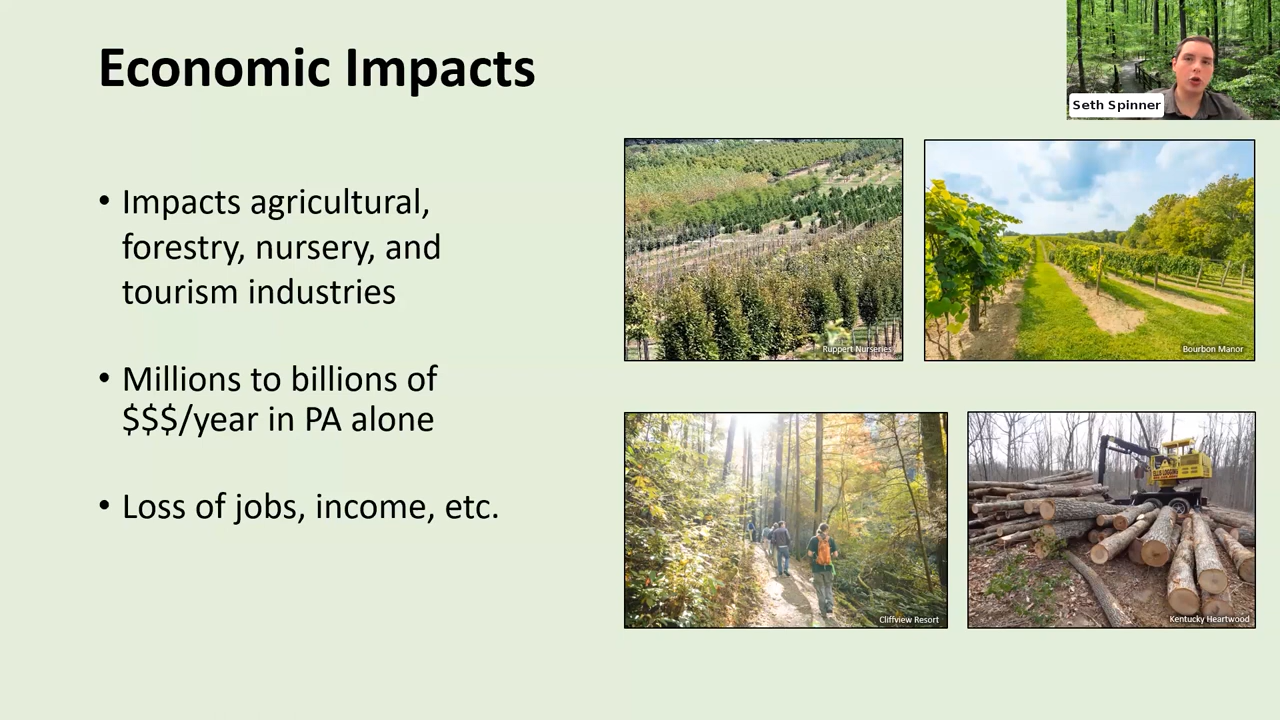 Economic Impacts
Seth Spinner
• Impacts agricultural,
forestry, nursery, and
tourism industries
• Millions to billions of
$$$/year in PA alone
• Loss of jobs, income, etc.
Ruppert Nurseries
Bourbon Manor
Cliffview Resort
Kentucky Heartwood